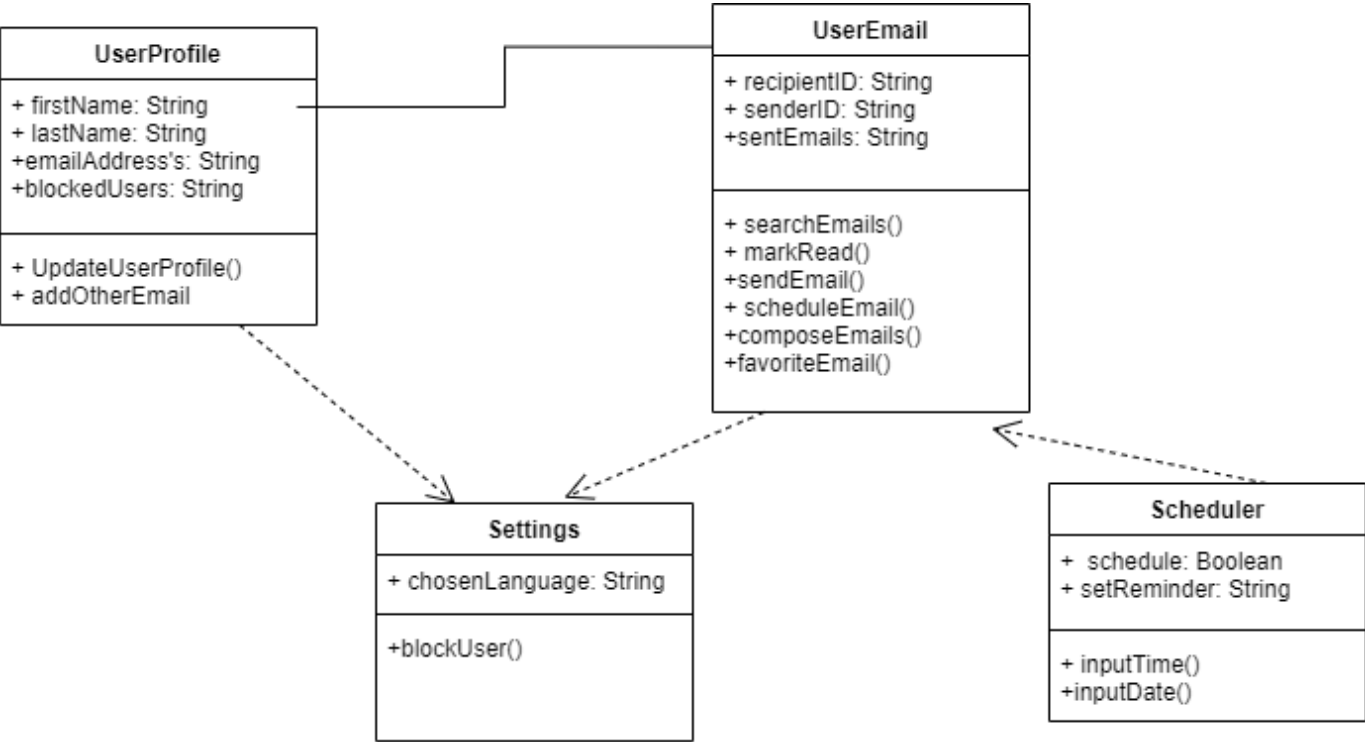 UserProfile
+ firstName: String
+ lastName: String
+emailAddress's: String
+blockedUsers: String
+ UpdateUserProfile()
+ addOtherEmail
UserEmail
+ recipientID: String
+ senderID: String
+sentEmails: String
+ searchEmails()
+ markRead()
+sendEmail()
+ scheduleEmail()
+composeEmails()
+favoriteEmail()
Settings
+ chosenLanguage: String
+blockUser()
Scheduler
+ schedule: Boolean
+ setReminder: String
+ inputTime()
+inputDate()